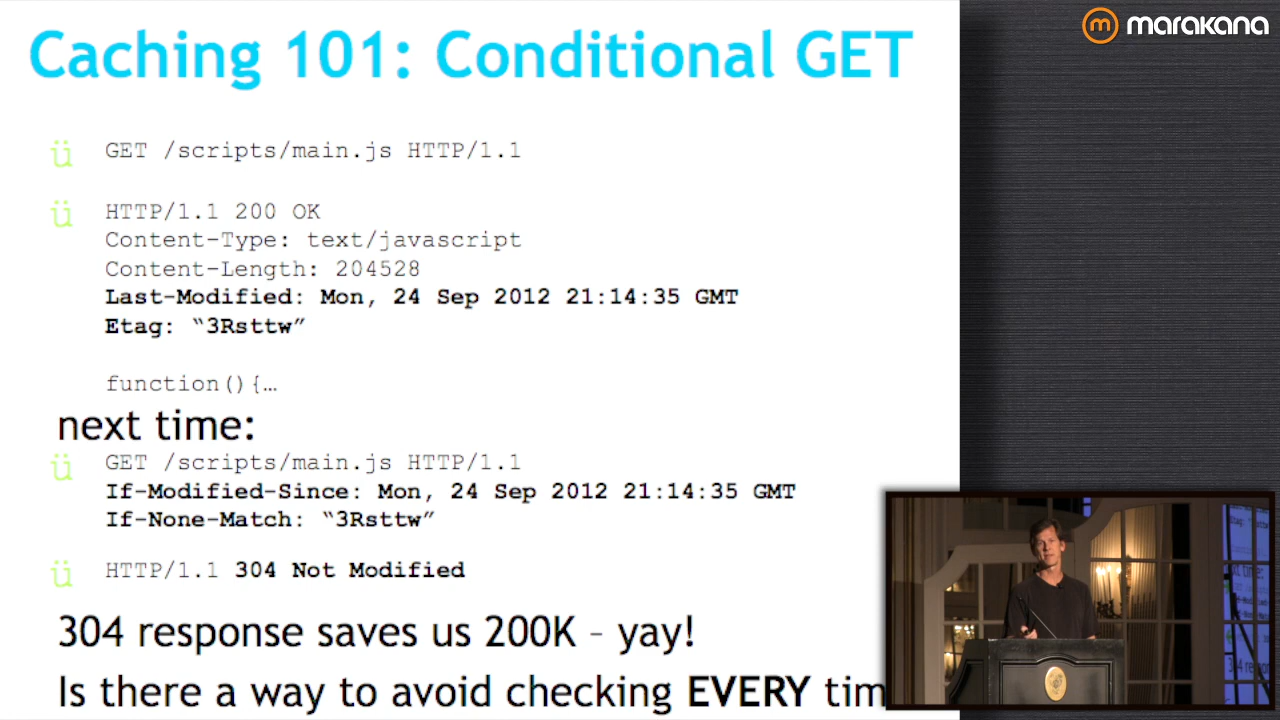 marakana
Caching 101: Conditional GET
ü GET /scripts/main.js HTTP/1.1
ü HTTP/1.1 200 OK
Content-Type: text/javascript
Content-Length: 204528
Last-Modified: Mon, 24 Sep 2012 21:14:35 GMT
Etag: “3Rsttw”
function(){…
next time:
ü GET /scripts/main.js HTTP/1.1
If-Modified-Since: Mon, 24 Sep 2012 21:14:35 GMT
If-None-Match: “3Rsttw”
ü HTTP/1.1 304 Not Modified
304 response saves us 200K – yay!
Is there a way to avoid checking EVERY tim